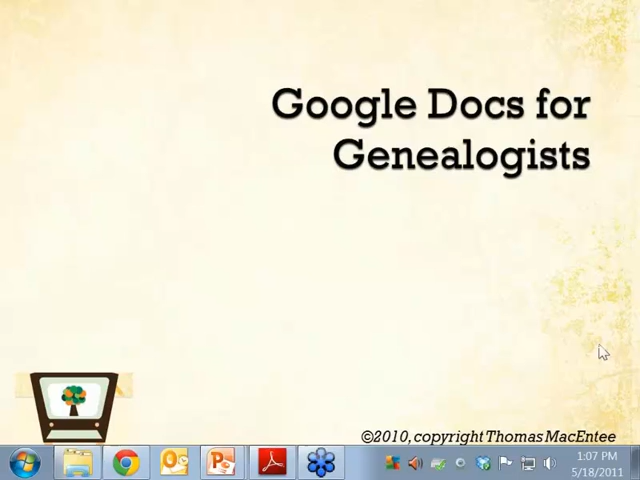 Google Docs for
Genealogists
©2010, copyright Thomas MacEntee
1:07 PM
5/18/2011